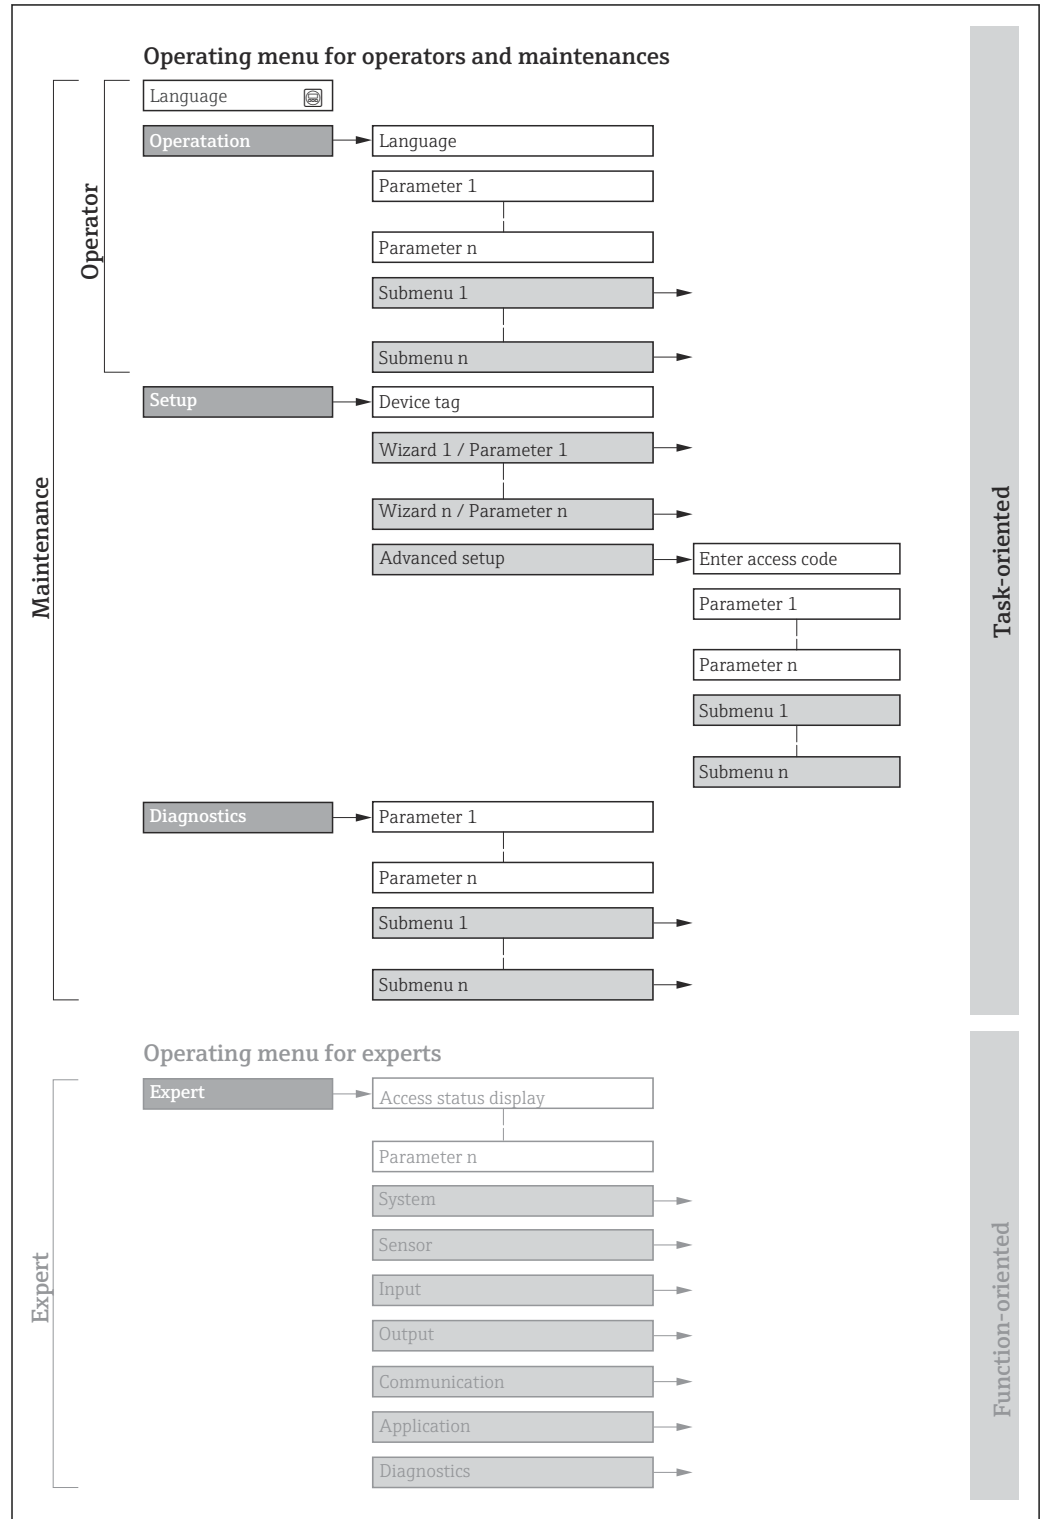 Operating menu for operators and maintenances
Language
Operatation
Language
Parameter 1
Parameter n
Submenu 1
Submenu n
Operator
Setup
Device tag
Wizard 1 / Parameter 1
Wizard n / Parameter n
Advanced setup
Enter access code
Parameter 1
Parameter n
Submenu 1
Submenu n
Maintenance
Task-oriented
Diagnostics
Parameter 1
Parameter n
Submenu 1
Submenu n
Operating menu for experts
Expert
Access status display
Parameter n
System
Sensor
Input
Output
Communication
Application
Diagnostics
Expert
Function-oriented